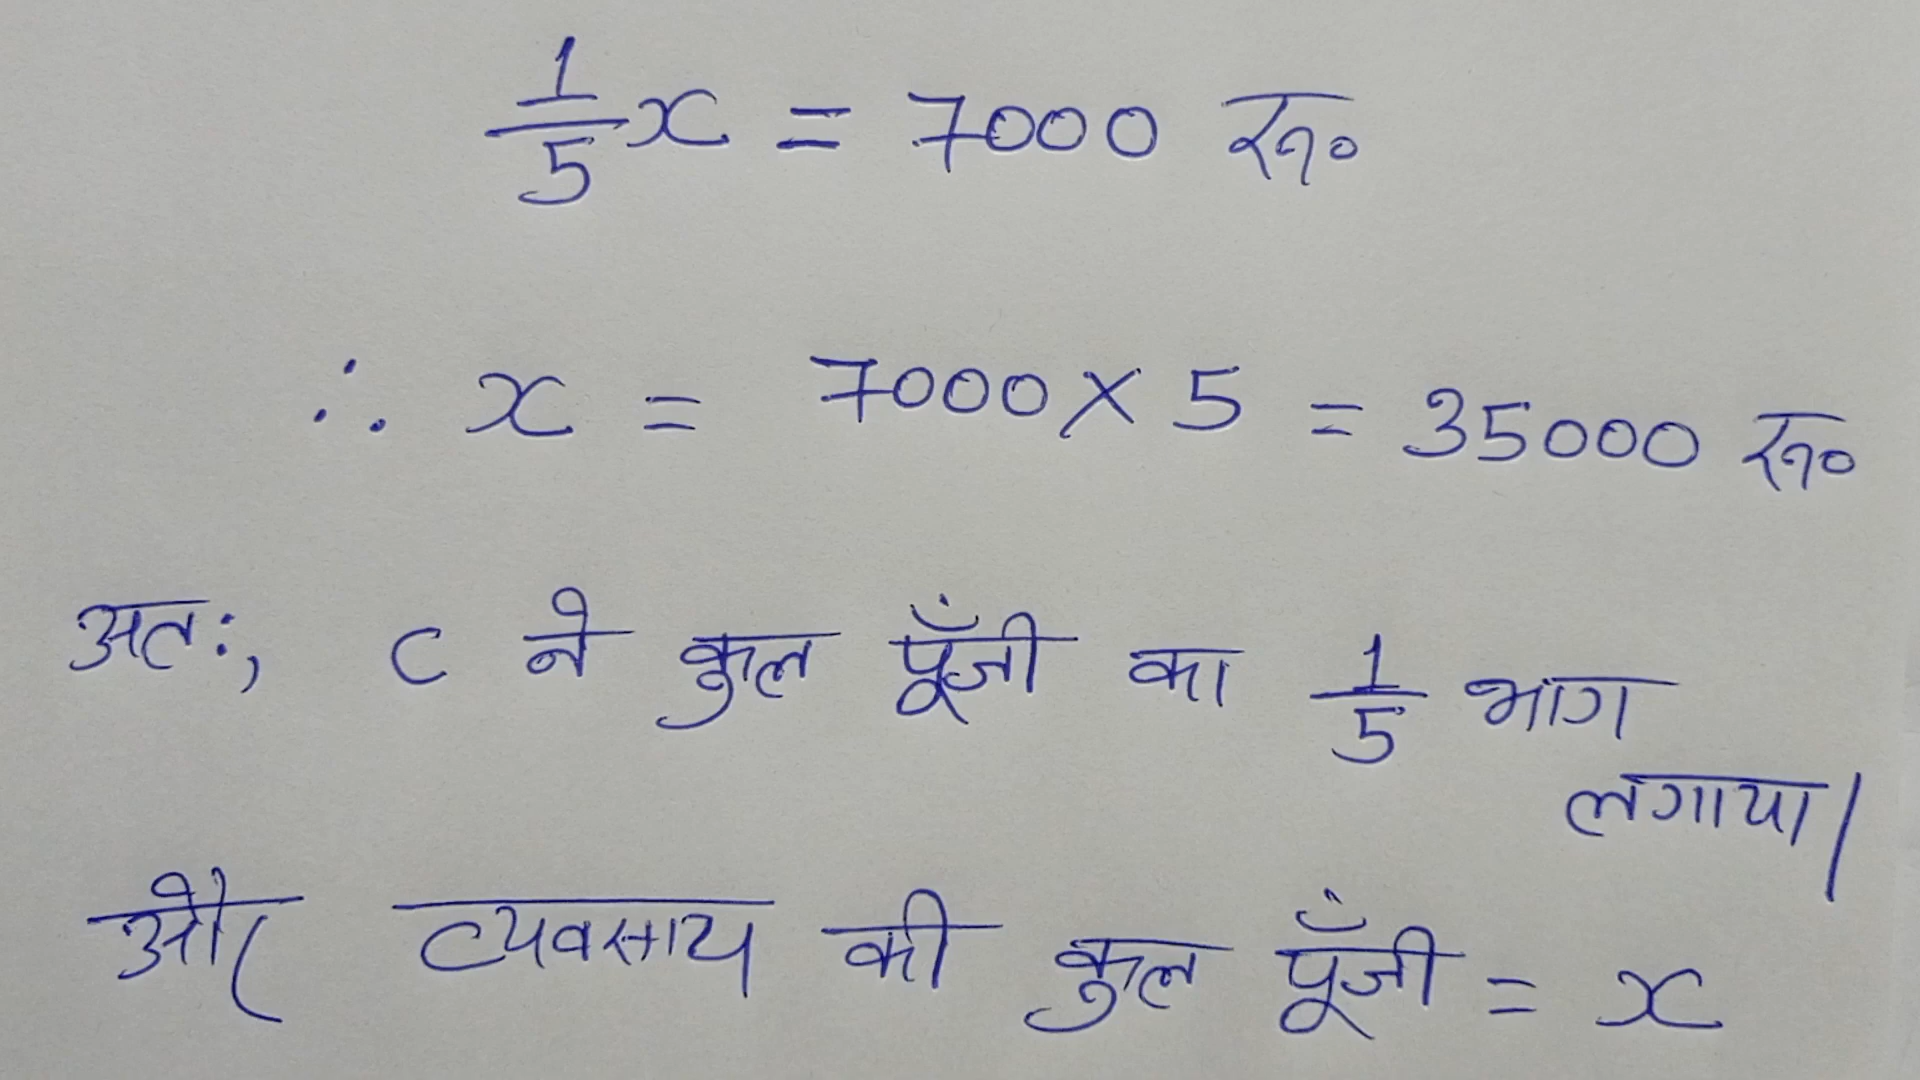 1/5 x = 7000 रू०
∴ x = 7000 × 5 = 35000 रू०
अतः, C ने कुल पूँजी का 1/5 भाग
लगाया।
और व्यवसाय की कुल पूँजी = x